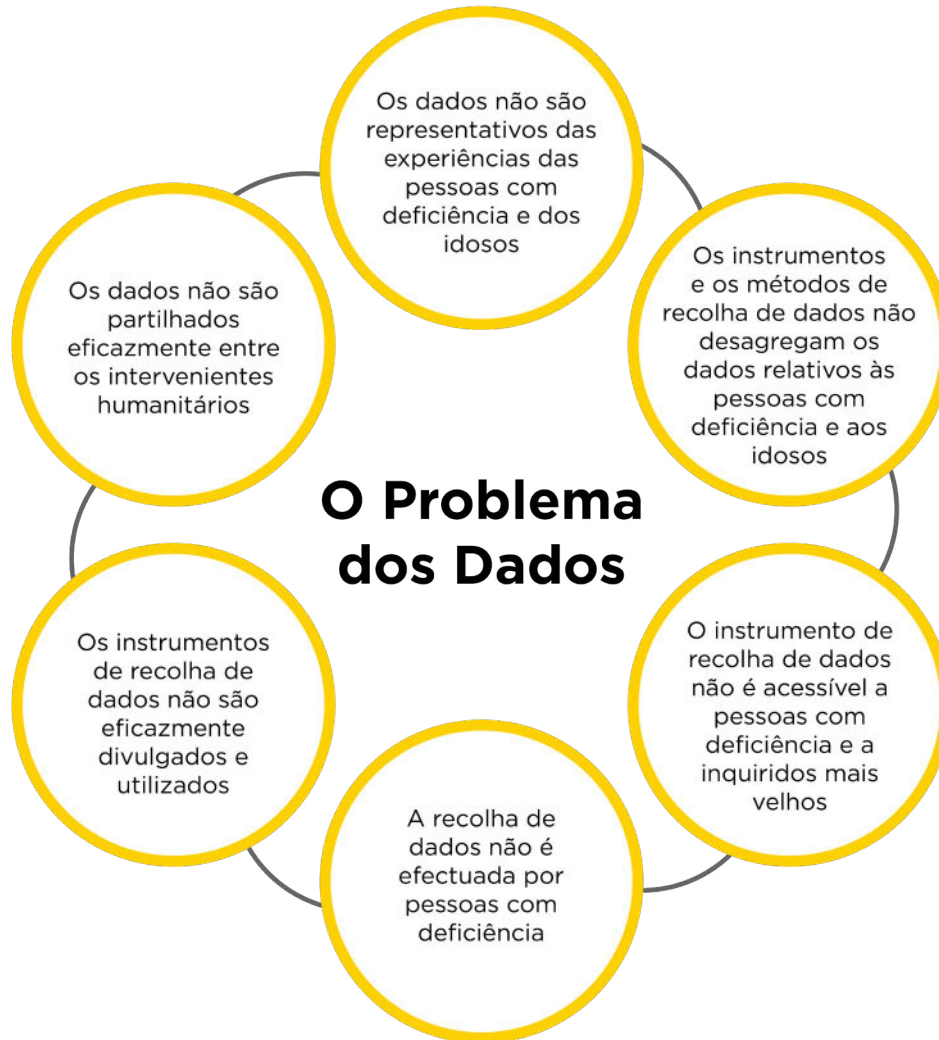 Os dados não são
representativos das
experiências das
pessoas com
deficiência e dos
idosos
Os instrumentos
e os métodos de
recolha de dados não
desagregam os
dados relativos às
pessoas com
deficiência e aos
idosos
O instrumento de
recolha de dados
não é acessível a
pessoas com
deficiência e a
inquiridos mais
velhos
A recolha de
dados não é
efectuada por
pessoas com
deficiência
Os instrumentos
de recolha de
dados não são
eficazmente
divulgados e
utilizados
Os dados não são
partilhados
eficazmente entre
os intervenientes
humanitários
O Problema
dos Dados